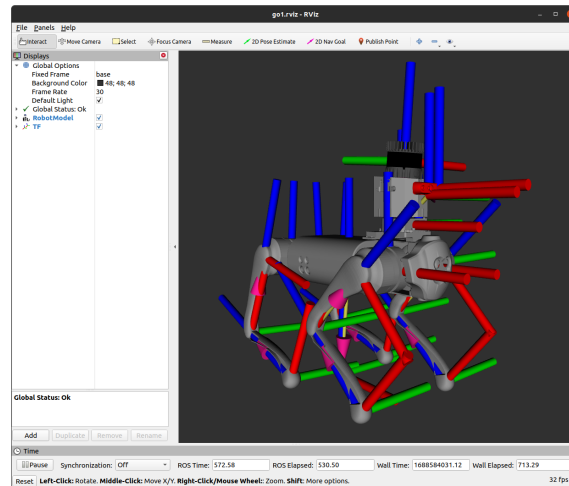 go1.rviz - RViz
File Panels Help
Interact Move Camera Select Focus Camera Measure 2D Pose Estimate 2D Nav Goal Publish Point
Displays
Global Options
Fixed Frame base
Background Color 48; 48; 48
Frame Rate 30
Default Light
Global Status: Ok
RobotModel
TF
Global Status: Ok
Add Duplicate Remove Rename
Time
Pause Synchronization: Off ROS Time: 572.58 ROS Elapsed: 530.50 Wall Time: 1688584031.12 Wall Elapsed: 713.29
Reset Left-Click: Rotate. Middle-Click: Move X/Y. Right-Click/Mouse Wheel: Zoom. Shift: More options. 32 fps